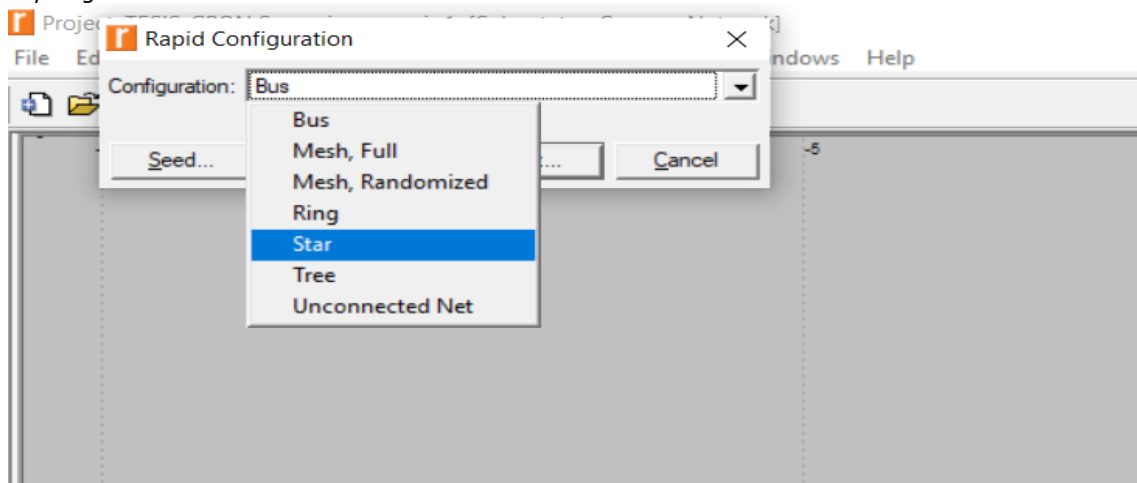 Rapid Configuration
File
Windows Help
Configuration: Bus
Bus
Mesh, Full
Mesh, Randomized
Ring
Star
Tree
Unconnected Net
Seed...
Cancel
-5